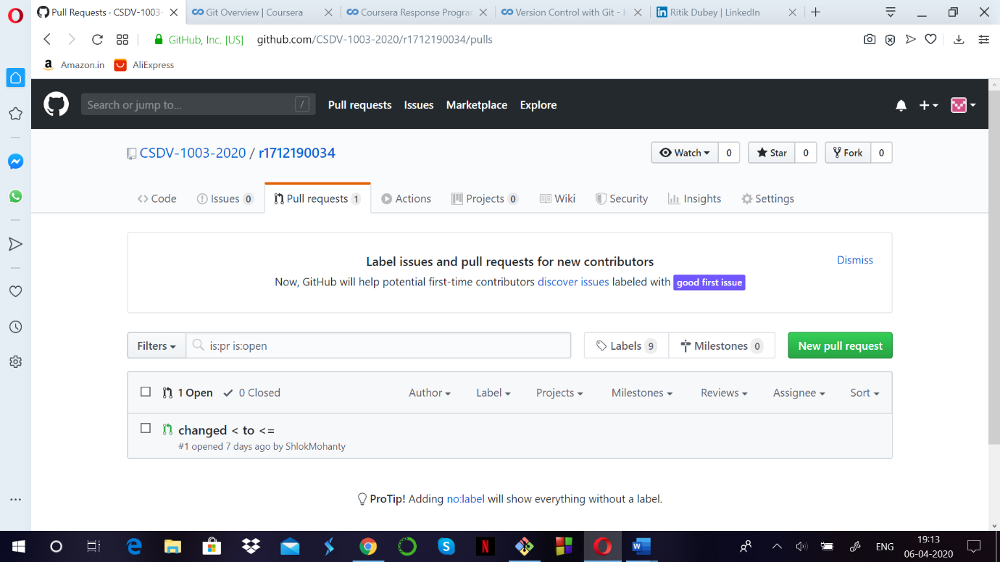 Pull Requests · CSDV-1003-
Git Overview | Coursera
Coursera Response Program
Version Control with Git - H
Ritik Dubey | LinkedIn
GitHub, Inc. [US]
github.com/CSDV-1003-2020/r1712190034/pulls
Amazon.in
AliExpress
Search or jump to...
/
Pull requests
Issues
Marketplace
Explore
CSDV-1003-2020 / r1712190034
Watch 0
Star 0
Fork 0
Code
Issues 0
Pull requests 1
Actions
Projects 0
Wiki
Security
Insights
Settings
Label issues and pull requests for new contributors
Dismiss
Now, GitHub will help potential first-time contributors discover issues labeled with good first issue
Filters
is:pr is:open
Labels 9
Milestones 0
New pull request
1 Open
0 Closed
Author
Label
Projects
Milestones
Reviews
Assignee
Sort
changed < to <=
#1 opened 7 days ago by ShlokMohanty
ProTip! Adding no:label will show everything without a label.
ENG
19:13
06-04-2020